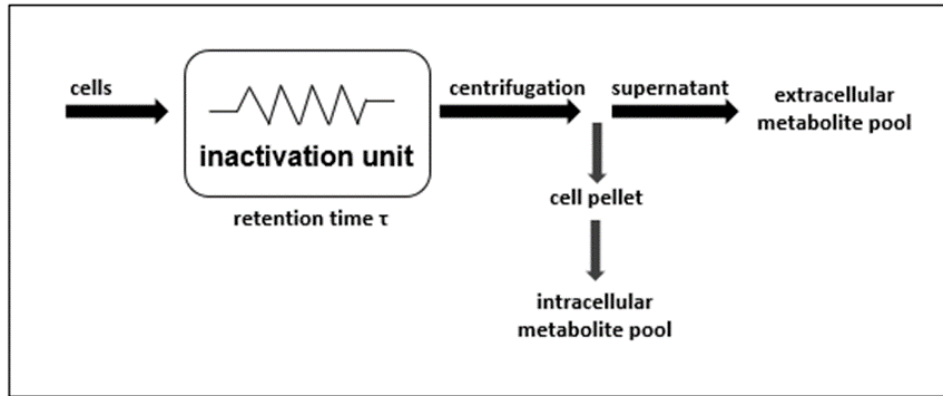 cells
inactivation unit
retention time τ
centrifugation
supernatant
extracellular
metabolite pool
cell pellet
intracellular
metabolite pool